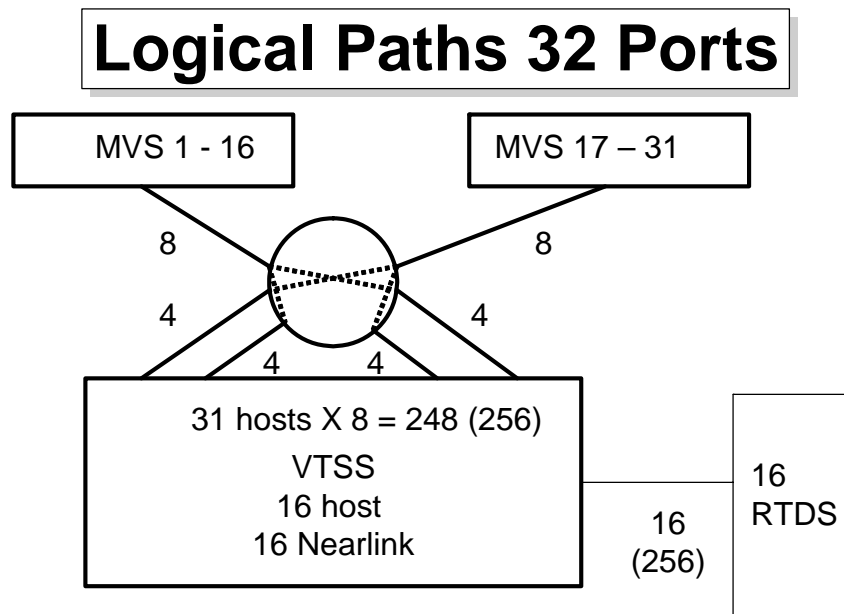 Logical Paths 32 Ports
MVS 1 - 16
MVS 17 – 31
8
8
4
4
4
4
31 hosts X 8 = 248 (256)
VTSS
16 host
16 Nearlink
16
(256)
16
RTDS